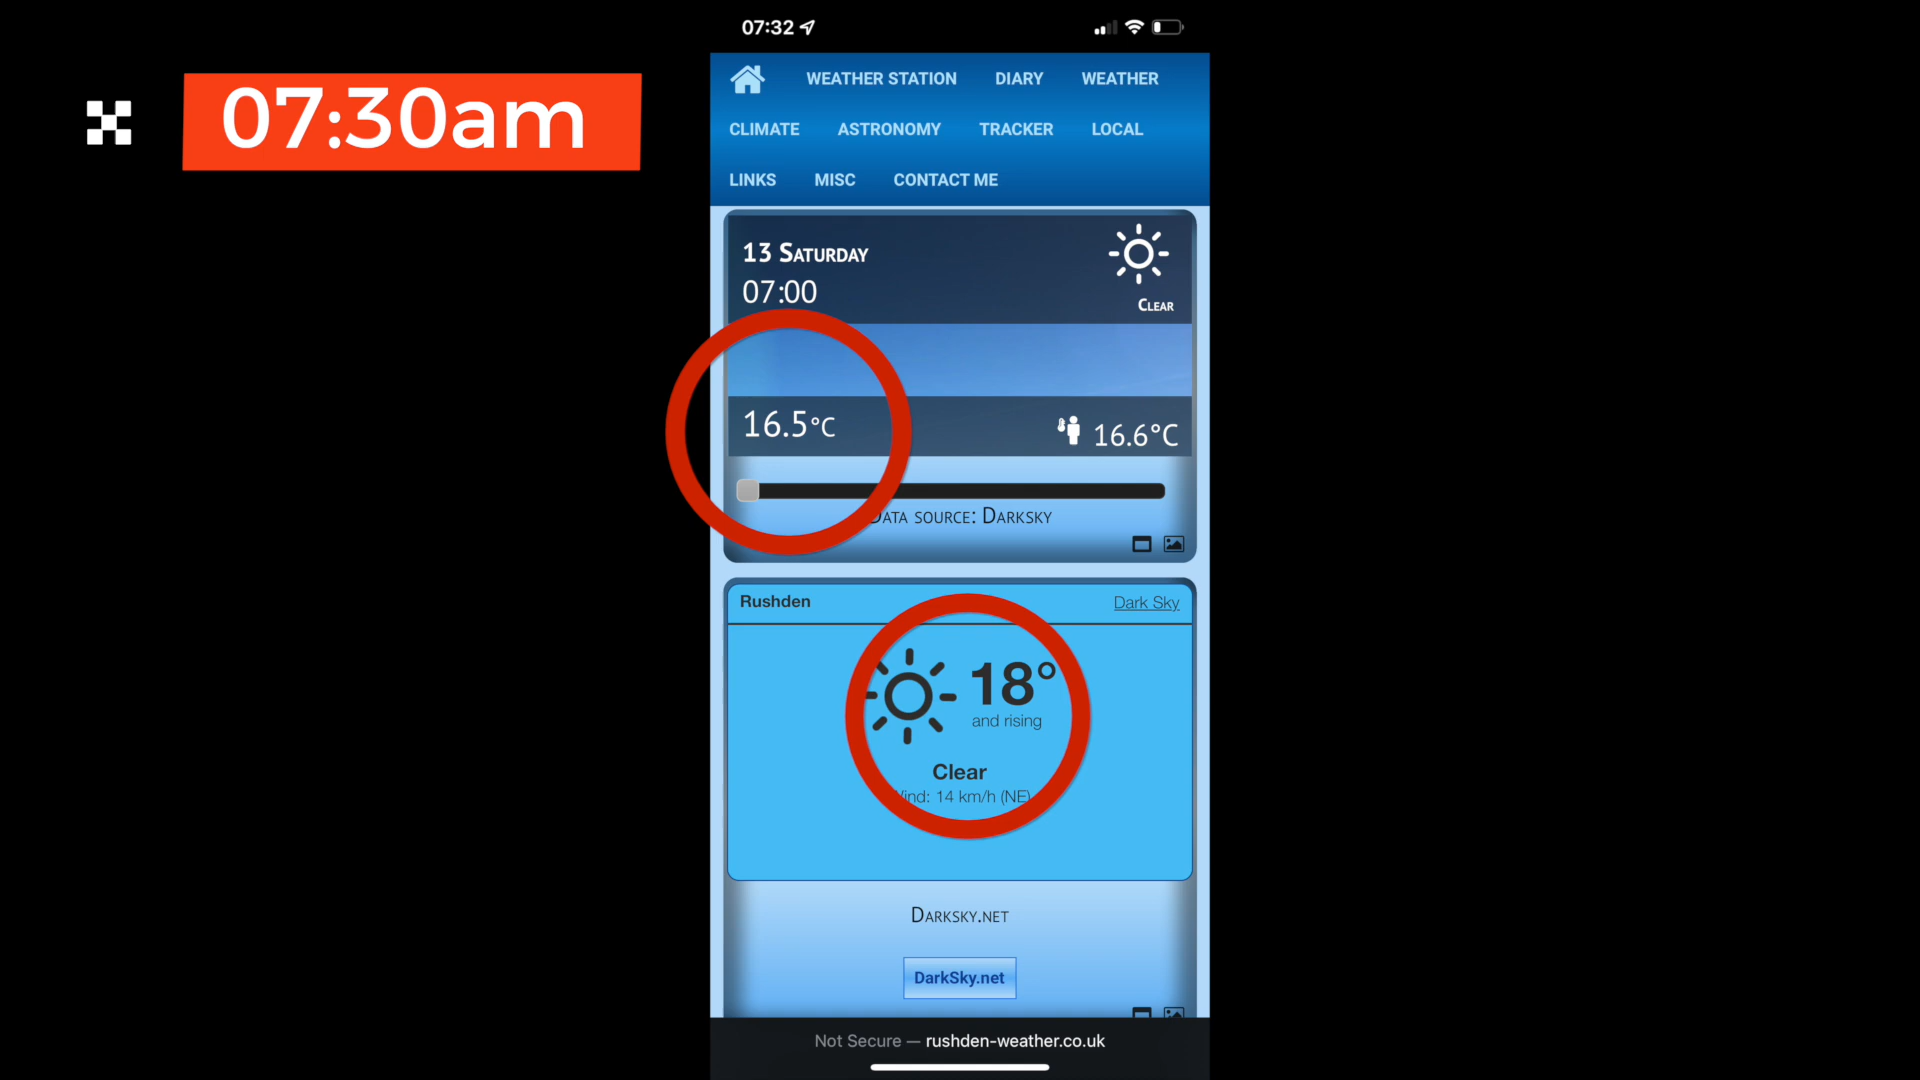 07:32
07:30am
WEATHER STATION DIARY WEATHER
CLIMATE ASTRONOMY TRACKER LOCAL
LINKS MISC CONTACT ME
13 Saturday
07:00
Clear
16.5°C
16.6°C
Data source: Darksky
Rushden
Dark Sky
18°
and rising
Clear
Wind: 14 km/h (NE)
Darksky.net
DarkSky.net
Not Secure — rushden-weather.co.uk